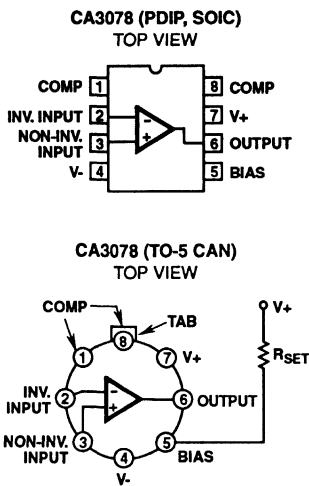 CA3078 (PDIP, SOIC)
TOP VIEW
COMP 1
8 COMP
INV. INPUT 2
7 V+
NON-INV.
INPUT 3
6 OUTPUT
V- 4
5 BIAS
-
+
CA3078 (TO-5 CAN)
TOP VIEW
COMP
TAB
V+
8
1
7 V+
RSET
INV.
INPUT
2
-
+
6 OUTPUT
NON-INV.
INPUT
3
5
BIAS
4
V-